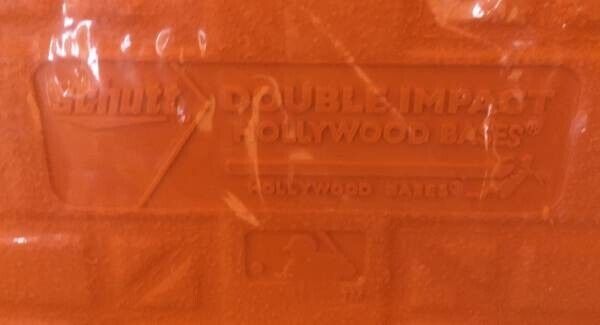 Schutt
DOUBLE IMPACT
HOLLYWOOD BASES®
HOLLYWOOD BASES®
TM